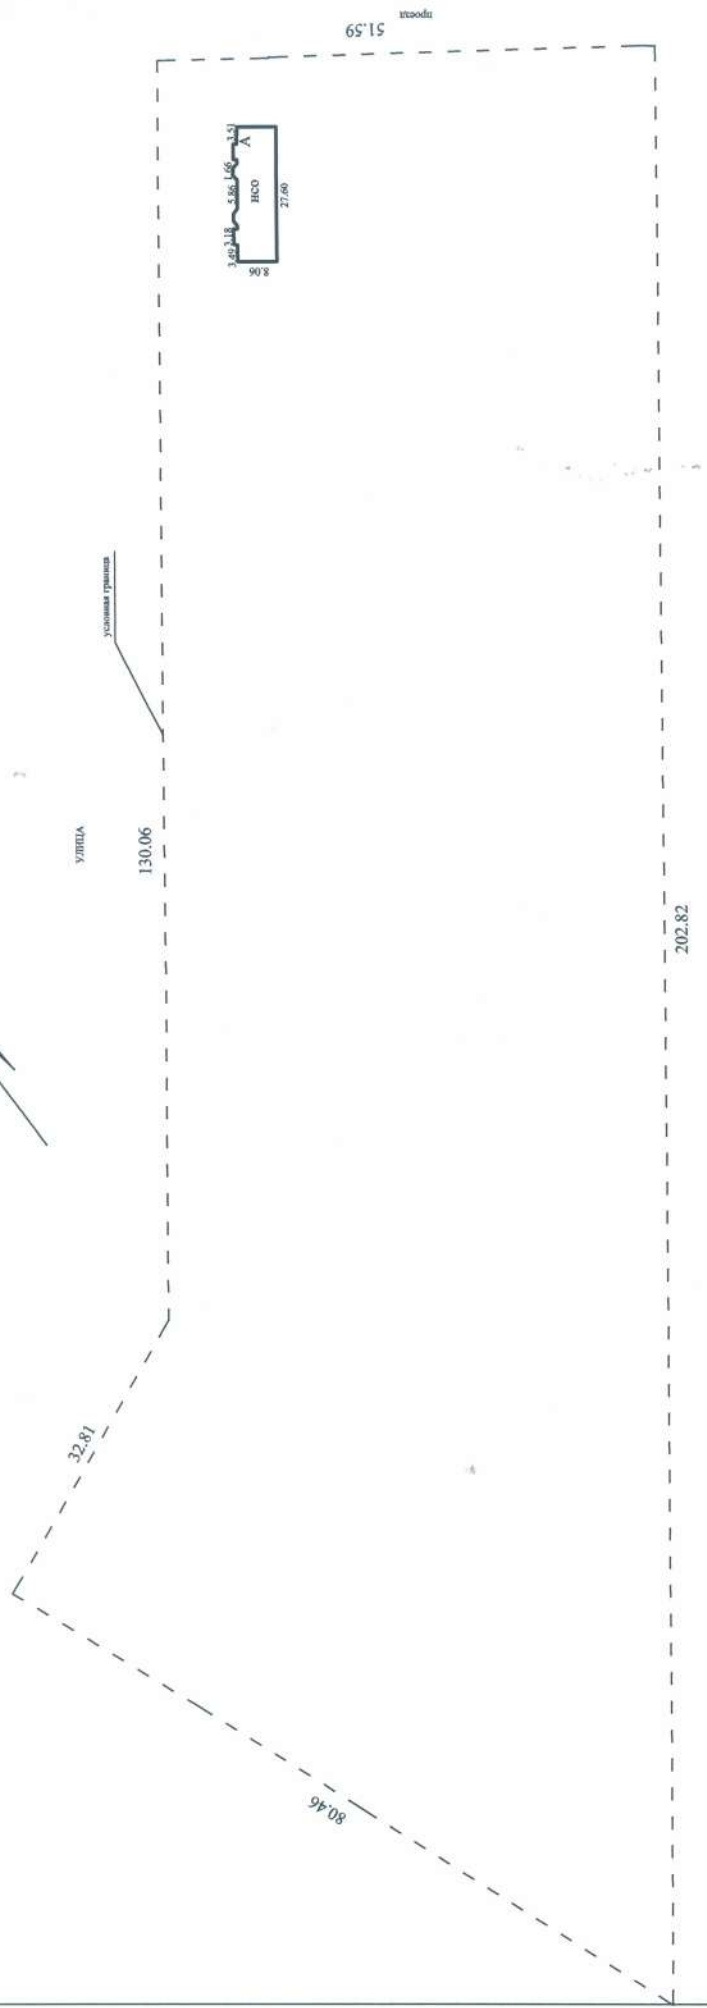 проезд
51.59
3.51
А
1.66
5.86
НСО
27.60
3.18
3.49
8.06
условная граница
УЛИЦА
130.06
202.82
32.81
80.46